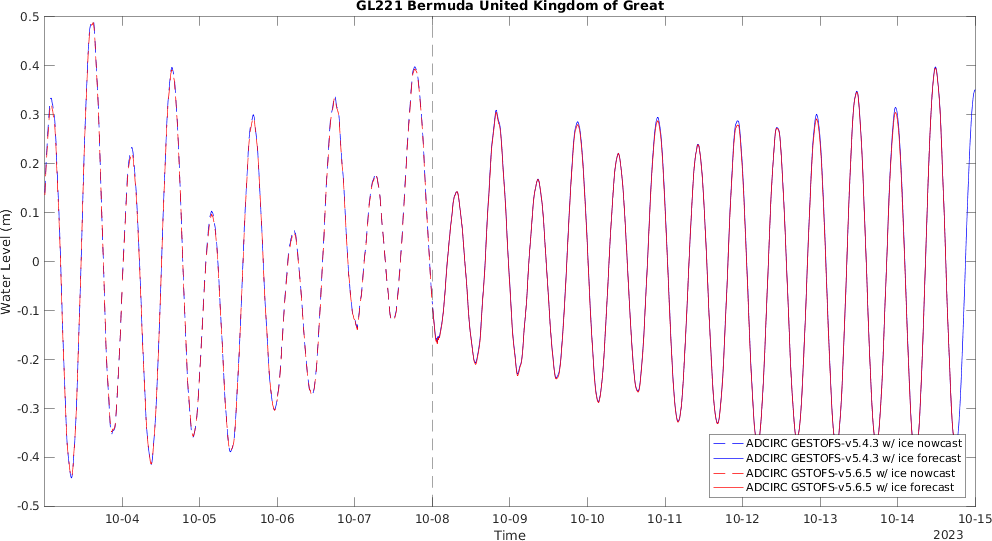 GL221 Bermuda United Kingdom of Great
0.5
0.4
0.3
0.2
0.1
0
-0.1
-0.2
-0.3
-0.4
-0.5
Water Level (m)
ADCIRC GESTOFS-v5.4.3 w/ ice nowcast
ADCIRC GESTOFS-v5.4.3 w/ ice forecast
ADCIRC GSTOFS-v5.6.5 w/ ice nowcast
ADCIRC GSTOFS-v5.6.5 w/ ice forecast
10-04 10-05 10-06 10-07 10-08 10-09 10-10 10-11 10-12 10-13 10-14 10-15
Time
2023